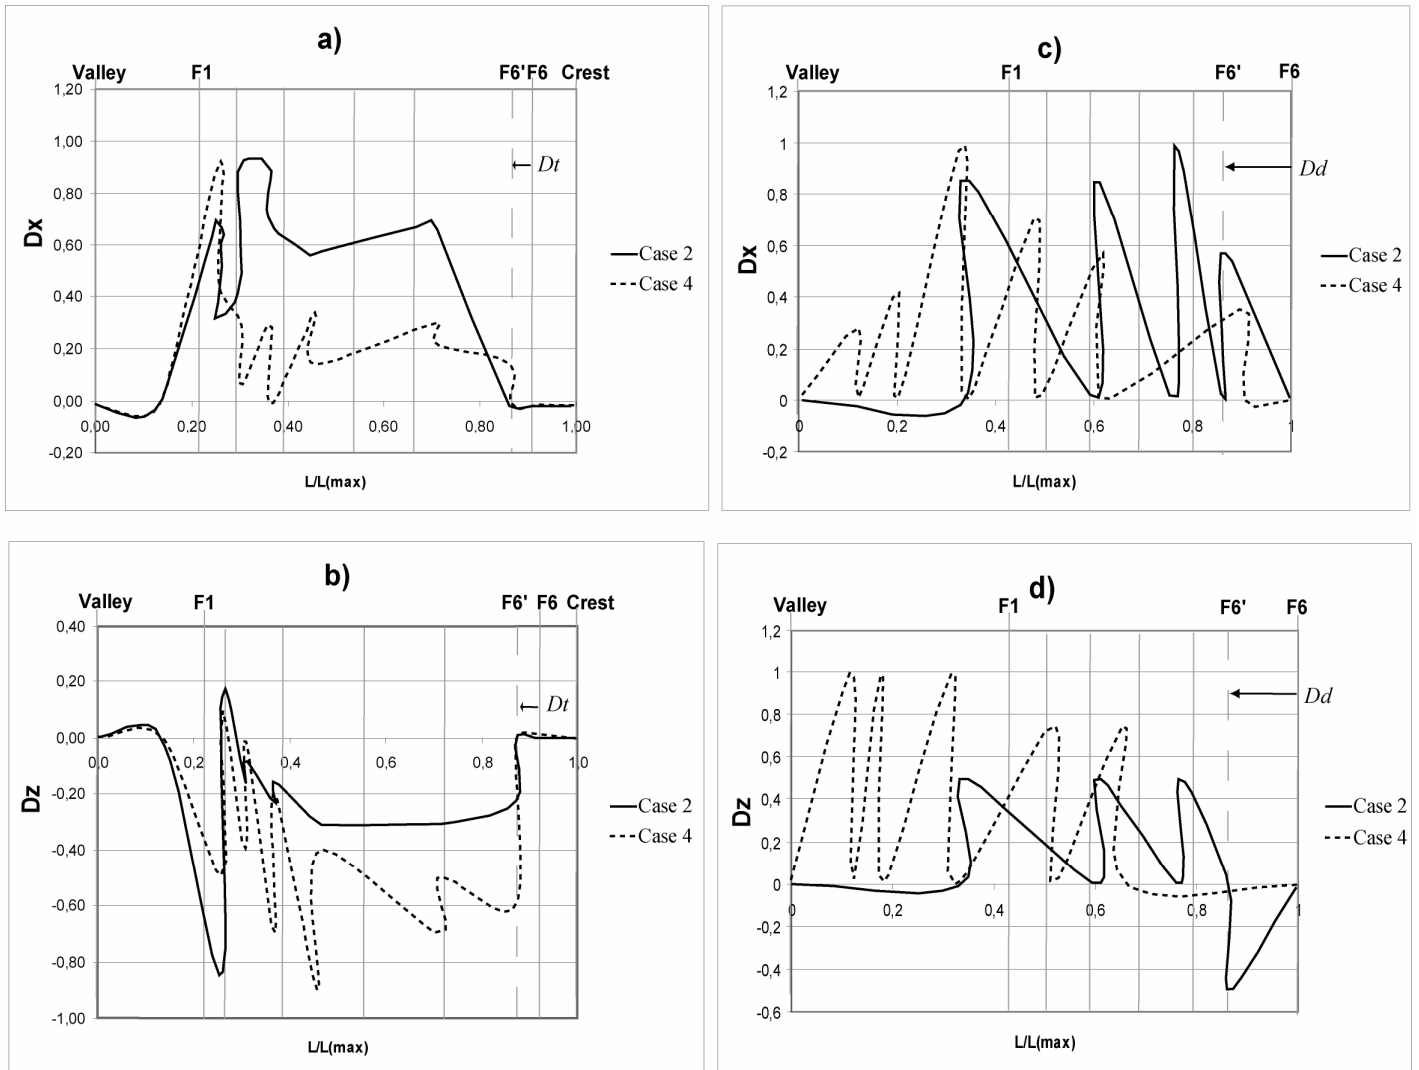 a)
Valley F1 F6' F6 Crest
1,20
1,00
0,80
0,60
0,40
0,20
0,00
-0,20
0,00 0,20 0,40 0,60 0,80 1,00
Dx
Dt
L/L(max)
Case 2
Case 4
c)
Valley F1 F6' F6
1,2
1
0,8
0,6
0,4
0,2
0
-0,2
0 0,2 0,4 0,6 0,8 1
Dx
Dd
L/L(max)
Case 2
Case 4
b)
Valley F1 F6' F6 Crest
0,40
0,20
0,00
-0,20
-0,40
-0,60
-0,80
-1,00
0,0 0,2 0,4 0,6 0,8 1,0
Dz
Dt
L/L(max)
Case 2
Case 4
d)
Valley F1 F6' F6
1,2
1
0,8
0,6
0,4
0,2
0
-0,2
-0,4
-0,6
0 0,2 0,4 0,6 0,8 1
Dz
Dd
L/L(max)
Case 2
Case 4